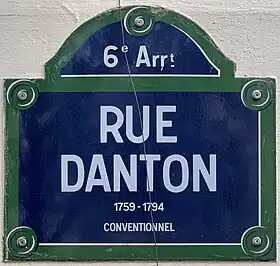 6e Arrt
RUE
DANTON
1759-1794
CONVENTIONNEL